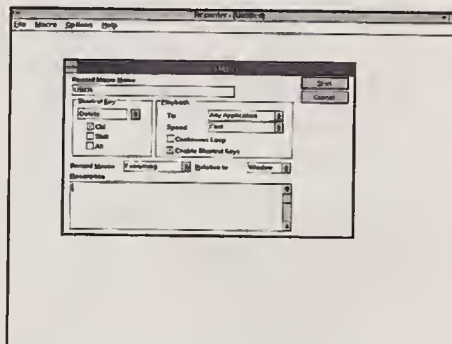 Recorder - (Untitled)
File Macro Options Help
Record Macro Name
Start
Cancel
Shortcut Key
Playback
Delete
To: Any Application
Ctrl
Speed: Fast
Shift
Continuous Loop
Alt
Enable Shortcut Keys
Record Mouse: Everything Relative to: Window
Description